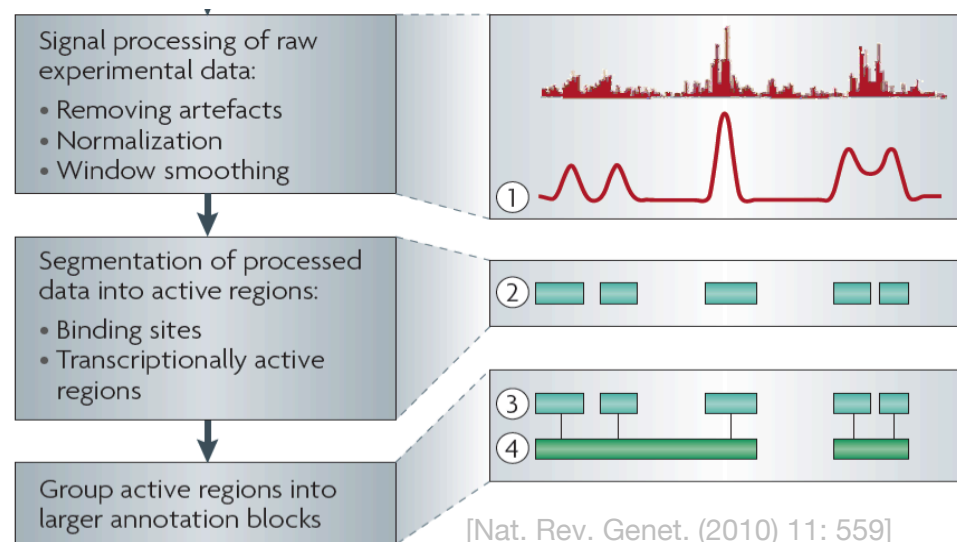 Signal processing of raw
experimental data:
• Removing artefacts
• Normalization
• Window smoothing
1
Segmentation of processed
data into active regions:
• Binding sites
• Transcriptionally active
regions
2
3
4
Group active regions into
larger annotation blocks
[Nat. Rev. Genet. (2010) 11: 559]